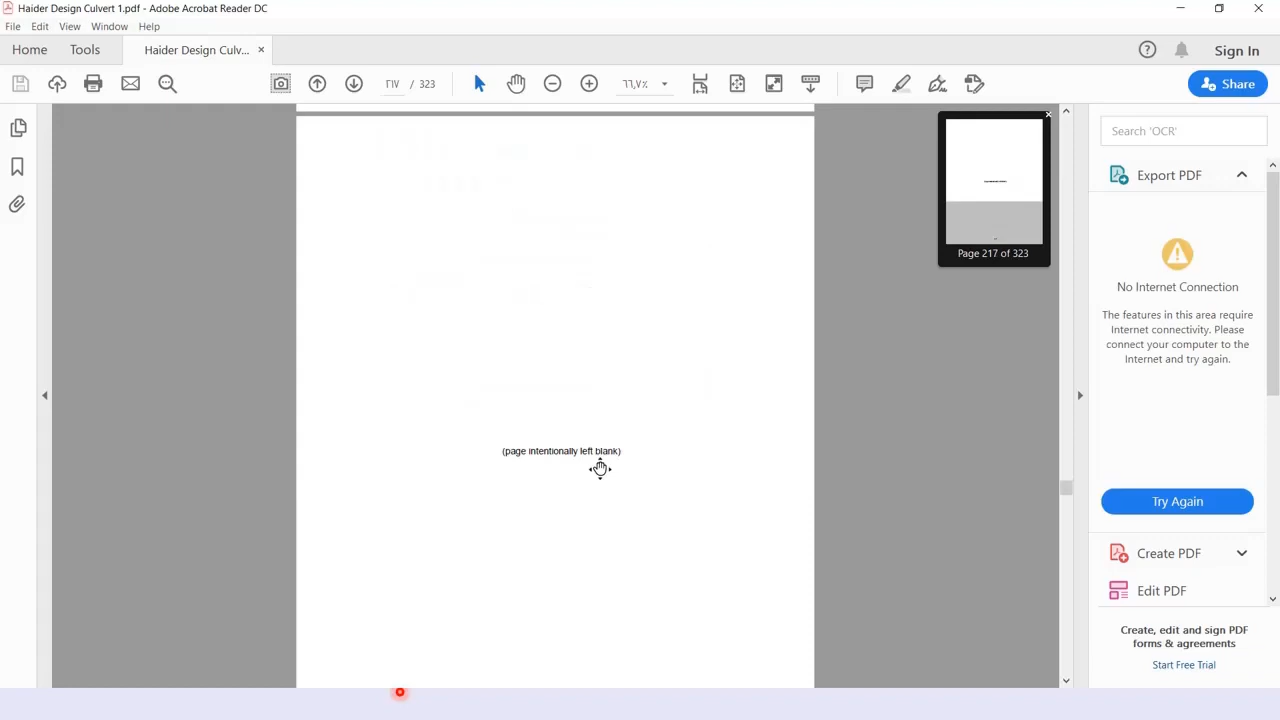 Haider Design Culvert 1.pdf - Adobe Acrobat Reader DC
File Edit View Window Help
Home Tools Haider Design Culv... × Sign In
٢١٧ / 323 ٦٦,٧٪ Share
Search 'OCR'
Export PDF
Page 217 of 323
No Internet Connection
The features in this area require
Internet connectivity. Please
connect your computer to the
Internet and try again.
(page intentionally left blank)
Try Again
Create PDF
Edit PDF
Create, edit and sign PDF
forms & agreements
Start Free Trial